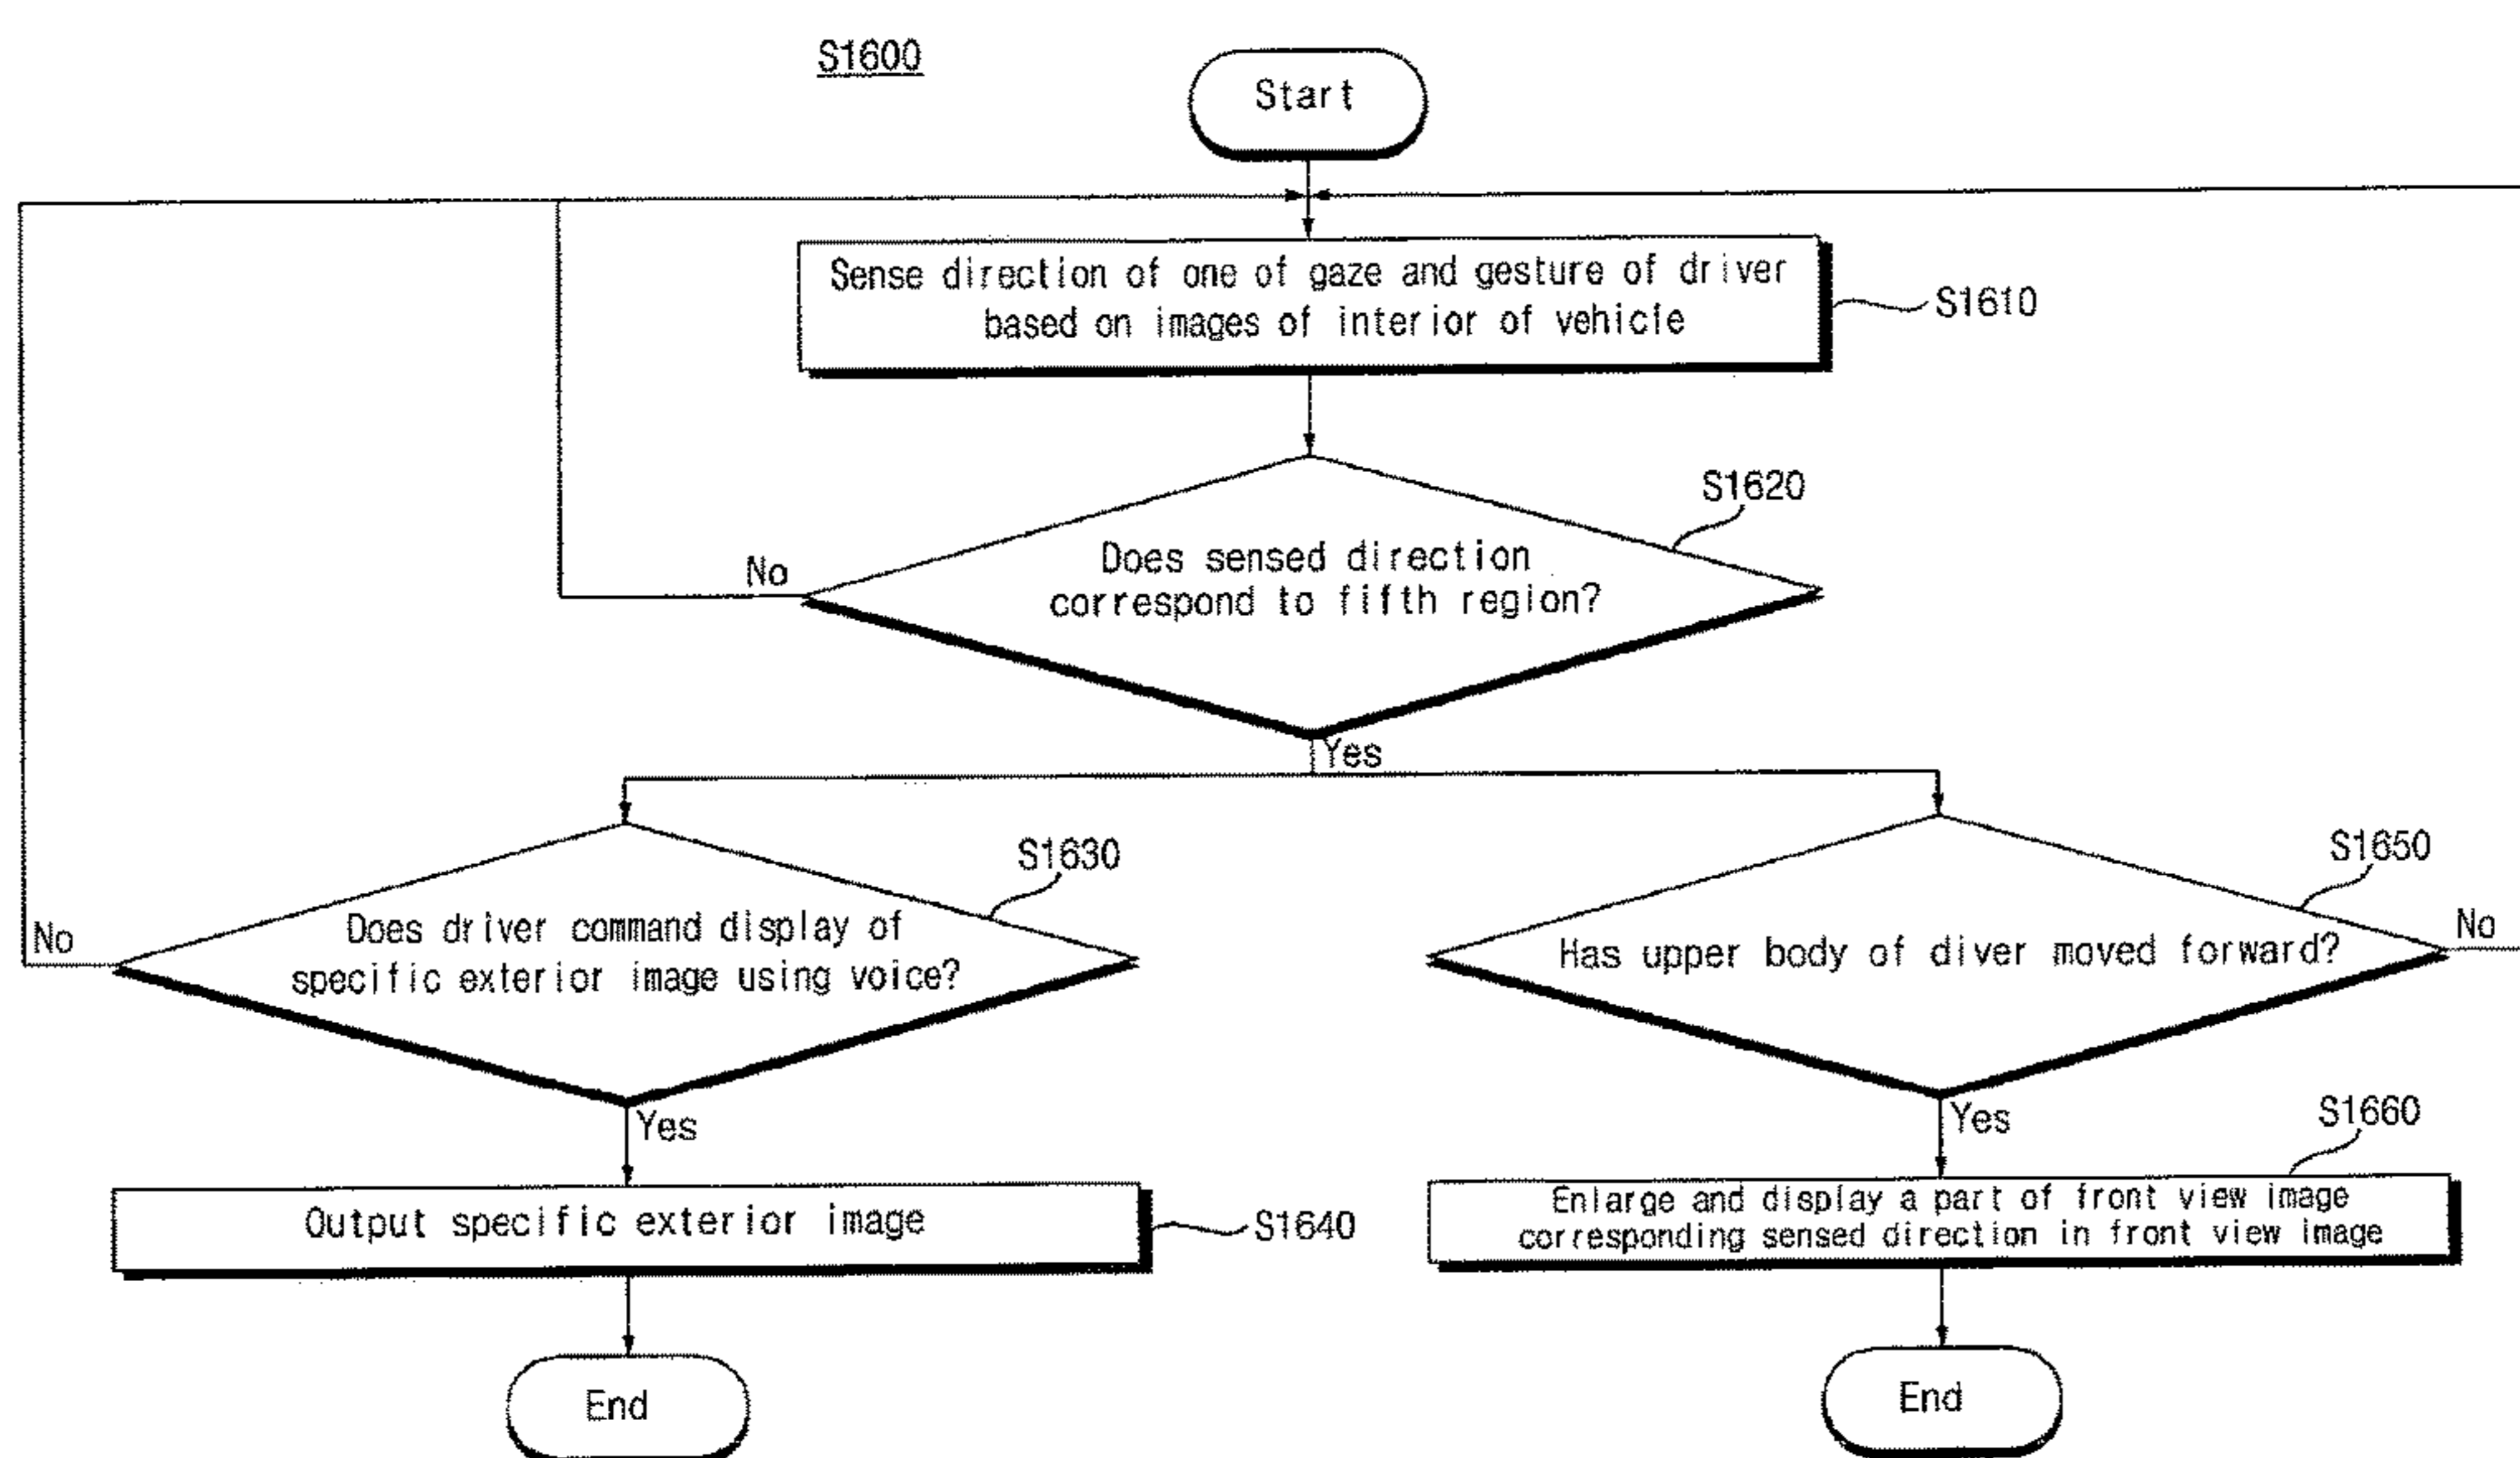 S1600
Start
Sense direction of one of gaze and gesture of driver
based on images of interior of vehicle
S1610
S1620
Does sensed direction
correspond to fifth region?
No
Yes
S1630
Does driver command display of
specific exterior image using voice?
No
Yes
S1650
Has upper body of diver moved forward?
No
Yes
Output specific exterior image
S1640
S1660
Enlarge and display a part of front view image
corresponding sensed direction in front view image
End
End